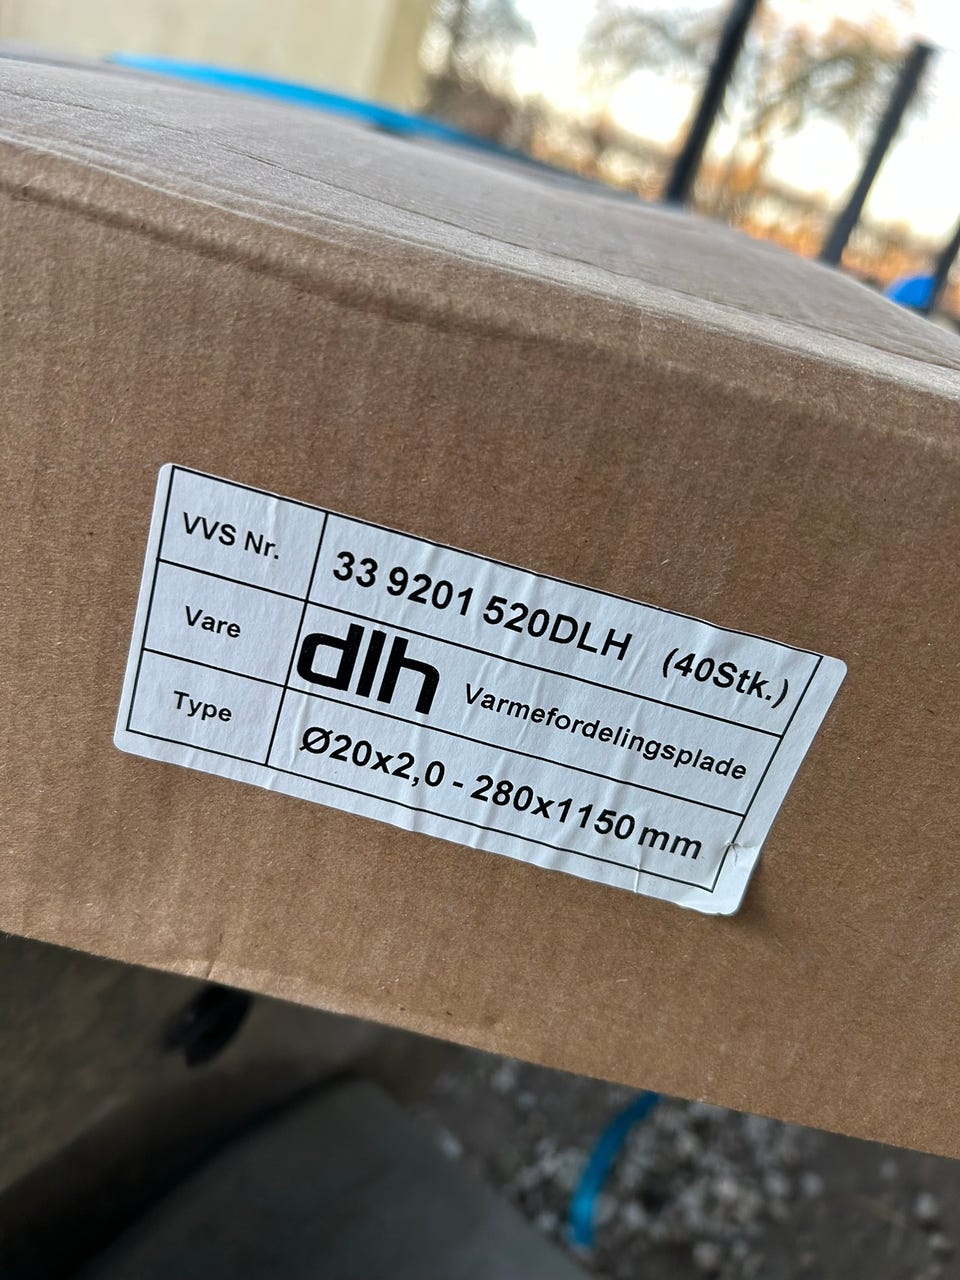 VVS Nr. 33 9201 520DLH (40Stk.)
Vare dlh Varmefordelingsplade
Type Ø20x2,0 - 280x1150 mm